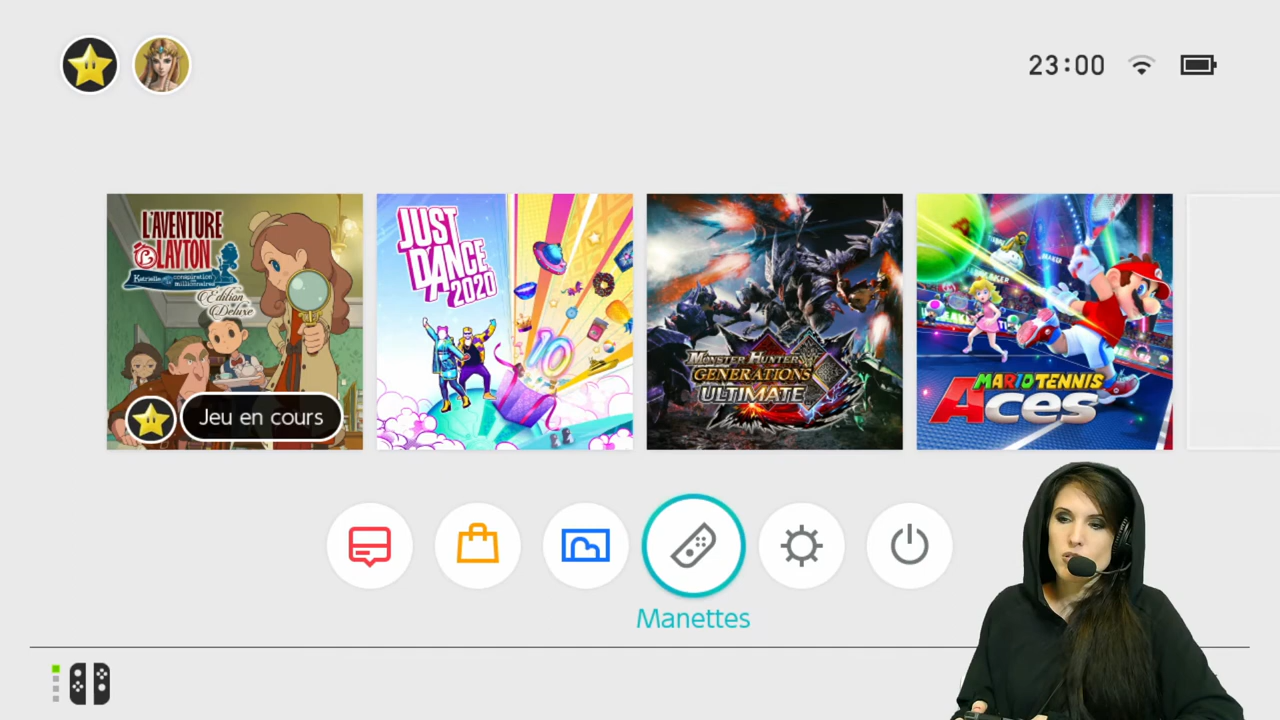 23:00
L'AVENTURE
LAYTON
Katrielle et la conspiration
des millionnaires
Édition
Deluxe
Jeu en cours
JUST
DANCE
2020
10
MONSTER HUNTER
GENERATIONS
ULTIMATE
MARIO TENNIS
ACES
Manettes